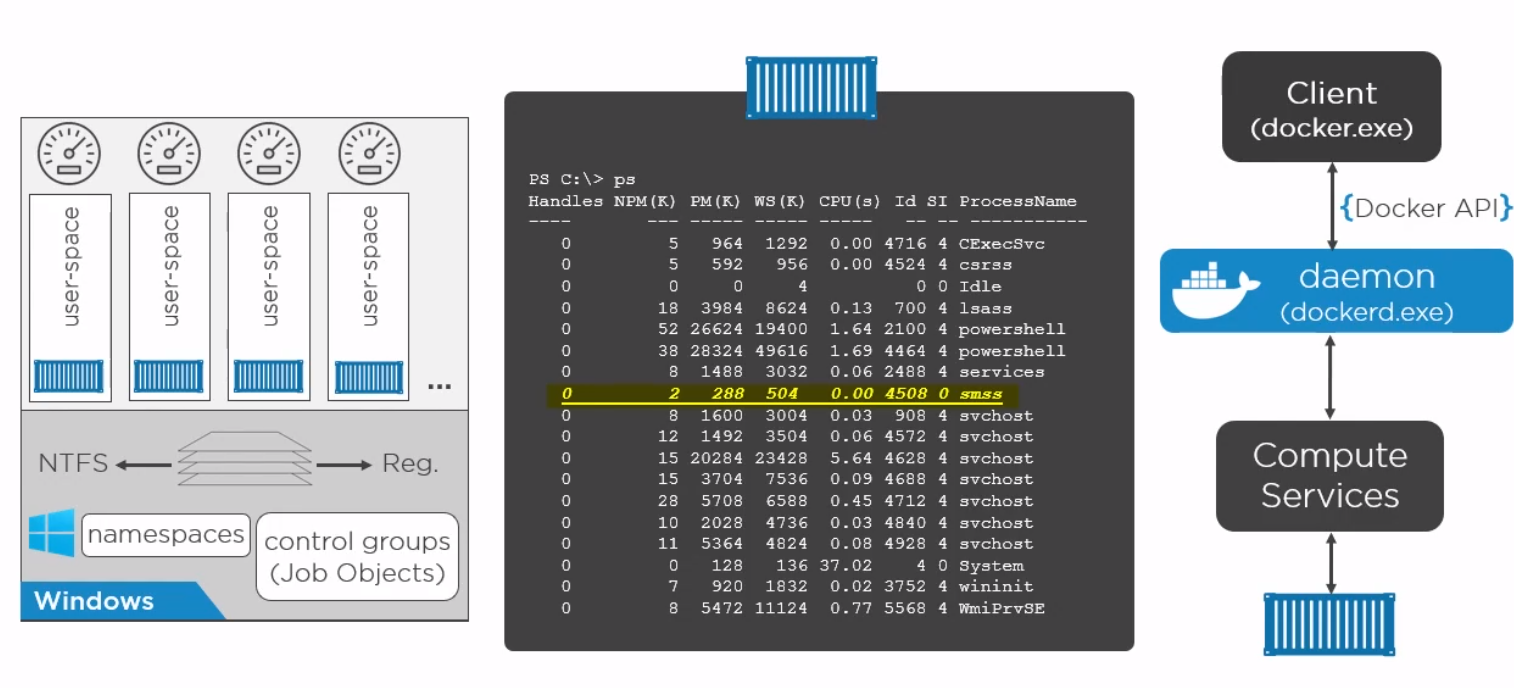 user-space
user-space
user-space
user-space
...
NTFS
Reg.
namespaces
control groups
(Job Objects)
Windows
PS C:\> ps
Handles NPM(K) PM(K) WS(K) CPU(s) Id SI ProcessName
---- --- ----- ----- ----- -- -- -----------
0 5 964 1292 0.00 4716 4 CExecSvc
0 5 592 956 0.00 4524 4 csrss
0 0 0 4 0 0 Idle
0 18 3984 8624 0.13 700 4 lsass
0 52 26624 19400 1.64 2100 4 powershell
0 38 28324 49616 1.69 4464 4 powershell
0 8 1488 3032 0.06 2488 4 services
0 2 288 504 0.00 4508 0 smss
0 8 1600 3004 0.03 908 4 svchost
0 12 1492 3504 0.06 4572 4 svchost
0 15 20284 23428 5.64 4628 4 svchost
0 15 3704 7536 0.09 4688 4 svchost
0 28 5708 6588 0.45 4712 4 svchost
0 10 2028 4736 0.03 4840 4 svchost
0 11 5364 4824 0.08 4928 4 svchost
0 0 128 136 37.02 4 0 System
0 7 920 1832 0.02 3752 4 wininit
0 8 5472 11124 0.77 5568 4 WmiPrvSE
Client
(docker.exe)
{Docker API}
daemon
(dockerd.exe)
Compute
Services